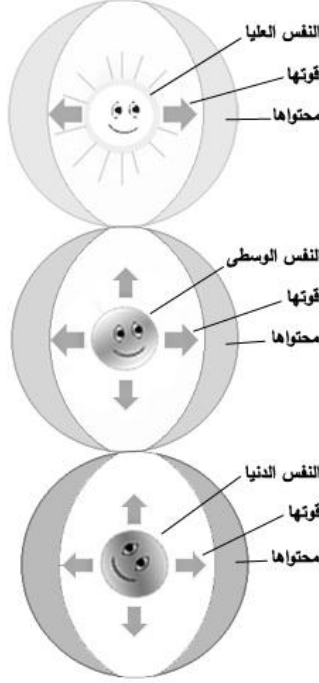 النفس العليا
قوتها
محتواها
النفس الوسطى
قوتها
محتواها
النفس الدنيا
قوتها
محتواها